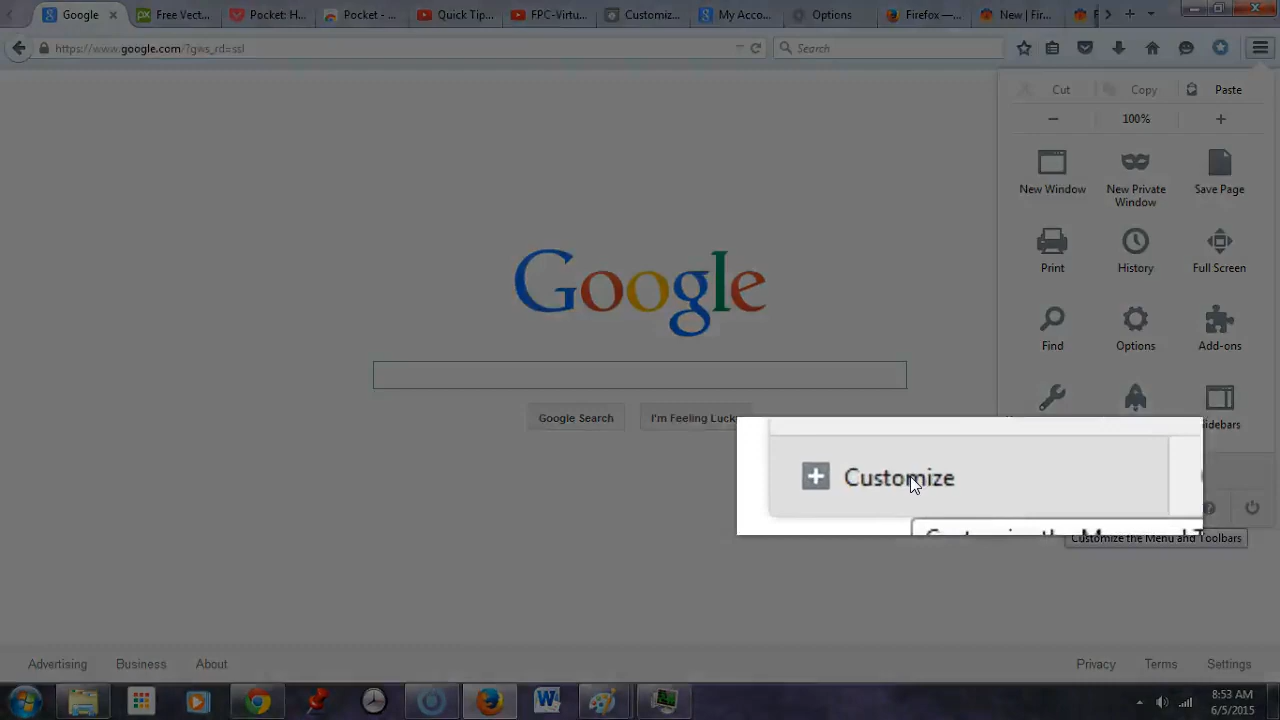 Google
Free Vect...
Pocket: H...
Pocket - ...
Quick Tip...
FPC-Virtu...
Customiz...
My Acco...
Options
Firefox —...
New | Fir...
https://www.google.com/?gws_rd=ssl
Search
Cut
Copy
Paste
100%
New Window
New Private
Window
Save Page
Print
History
Full Screen
Find
Options
Add-ons
Google
Google Search
I'm Feeling Luck
Customize
Customize the Menu and Toolbars
Advertising
Business
About
Privacy
Terms
Settings
8:53 AM
6/5/2015